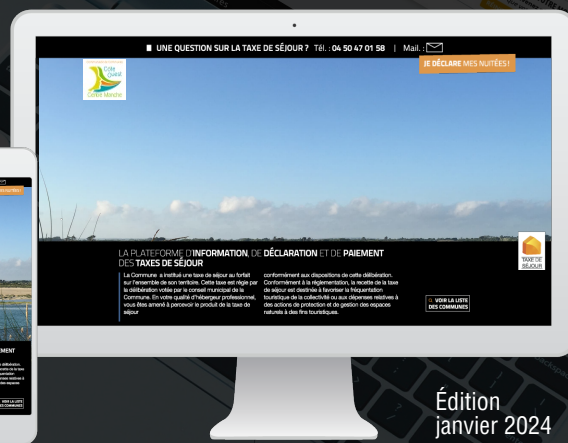 UNE QUESTION SUR LA TAXE DE SÉJOUR ? Tél. : 04 50 47 01 58 | Mail. :
JE DÉCLARE MES NUITÉES !
Côte
Ouest
Centre Manche
LA PLATEFORME D'INFORMATION, DE DÉCLARATION ET DE PAIEMENT
DES TAXES DE SÉJOUR
La Commune a institué une taxe de séjour au forfait
sur l'ensemble de son territoire. Cette taxe est régie par
la délibération votée par le conseil municipal de la
Commune. En votre qualité d'hébergeur professionnel,
vous êtes amené à percevoir le produit de la taxe de
séjour
conformément aux dispositions de cette délibération.
Conformément à la réglementation, la recette de la taxe
de séjour est destinée à favoriser la fréquentation
touristique de la collectivité ou aux dépenses relatives à
des actions de protection et de gestion des espaces
naturels à des fins touristiques.
TAXE DE
SÉJOUR
VOIR LA LISTE
DES COMMUNES
VOIR LA LISTE
DES COMMUNES
Édition
janvier 2024